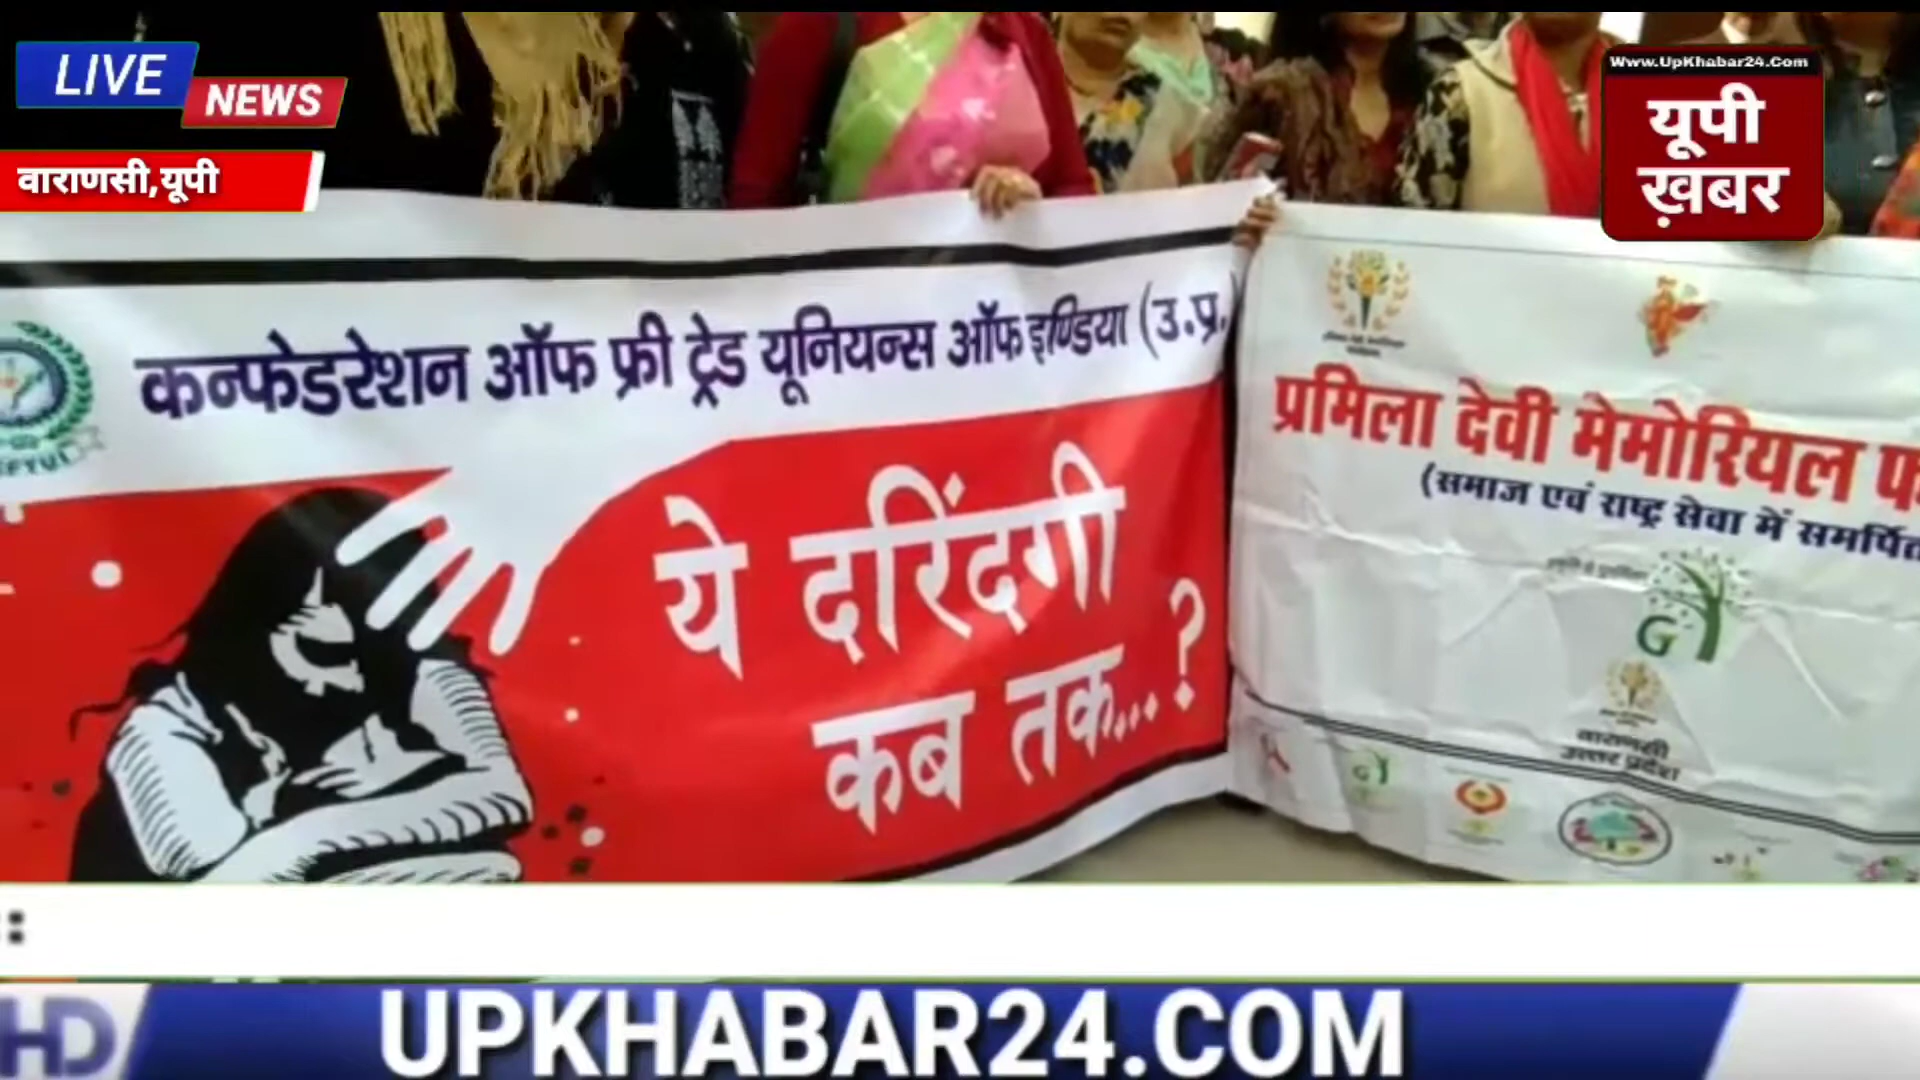 LIVE
NEWS
वाराणसी,यूपी
Www.UpKhabar24.Com
यूपी
ख़बर
कन्फेडरेशन ऑफ फ्री ट्रेड यूनियन्स ऑफ इण्डिया (उ.प्र.
ये दरिंदगी
कब तक...?
प्रमिला देवी मेमोरियल
(समाज एवं राष्ट्र सेवा में समर्पित
G
वाराणसी
उत्तर प्रदेश
:
HD
UPKHABAR24.COM